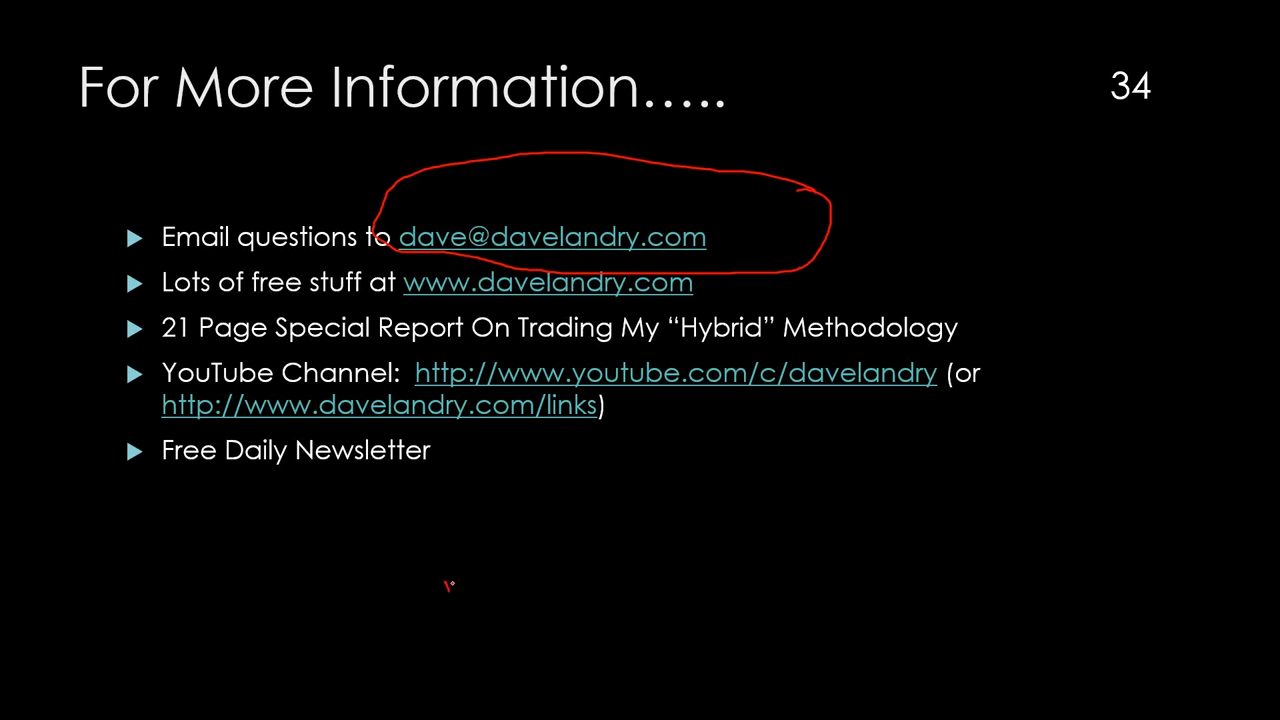 For More Information…..
34
Email questions to dave@davelandry.com
Lots of free stuff at www.davelandry.com
21 Page Special Report On Trading My “Hybrid” Methodology
YouTube Channel:  http://www.youtube.com/c/davelandry (or
http://www.davelandry.com/links)
Free Daily Newsletter